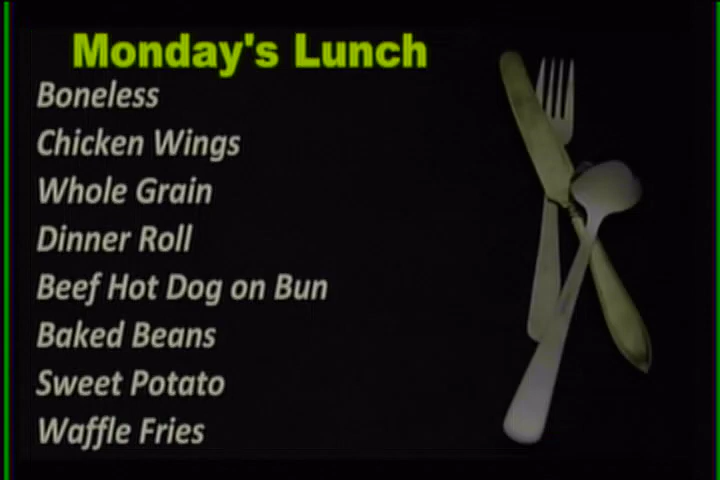 Monday's Lunch
Boneless
Chicken Wings
Whole Grain
Dinner Roll
Beef Hot Dog on Bun
Baked Beans
Sweet Potato
Waffle Fries